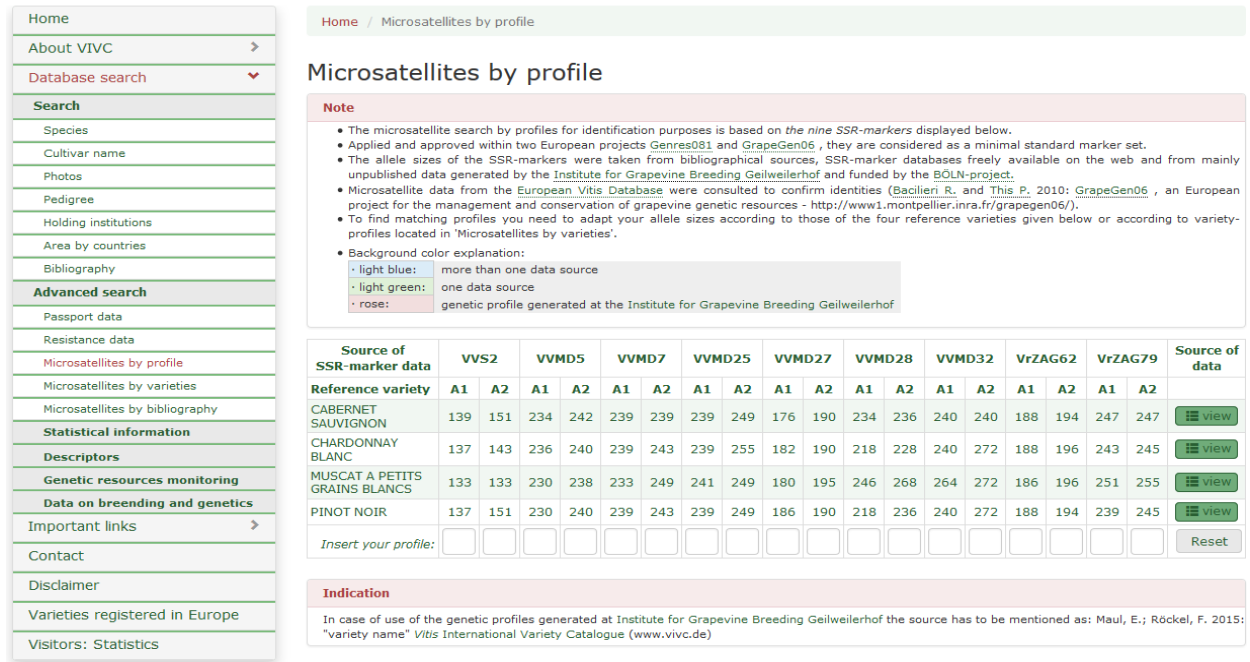 Home
About VIVC
Database search
Search
Species
Cultivar name
Photos
Pedigree
Holding institutions
Area by countries
Bibliography
Advanced search
Passport data
Resistance data
Microsatellites by profile
Microsatellites by varieties
Microsatellites by bibliography
Statistical information
Descriptors
Genetic resources monitoring
Data on breending and genetics
Important links
Contact
Disclaimer
Varieties registered in Europe
Visitors: Statistics
Home / Microsatellites by profile
Microsatellites by profile
Note
• The microsatellite search by profiles for identification purposes is based on the nine SSR-markers displayed below.
• Applied and approved within two European projects Genres081 and GrapeGen06 , they are considered as a minimal standard marker set.
• The allele sizes of the SSR-markers were taken from bibliographical sources, SSR-marker databases freely available on the web and from mainly
unpublished data generated by the Institute for Grapevine Breeding Geilweilerhof and funded by the BÖLN-project.
• Microsatellite data from the European Vitis Database were consulted to confirm identities (Bacilieri R. and This P. 2010: GrapeGen06 , an European
project for the management and conservation of grapevine genetic resources - http://www1.montpellier.inra.fr/grapegen06/).
• To find matching profiles you need to adapt your allele sizes according to those of the four reference varieties given below or according to variety-
profiles located in 'Microsatellites by varieties'.
• Background color explanation:
· light blue: more than one data source
· light green: one data source
· rose: genetic profile generated at the Institute for Grapevine Breeding Geilweilerhof
Source of SSR-marker data VVS2 VVMD5 VVMD7 VVMD25 VVMD27 VVMD28 VVMD32 VrZAG62 VrZAG79 Source of data
Reference variety A1 A2 A1 A2 A1 A2 A1 A2 A1 A2 A1 A2 A1 A2 A1 A2 A1 A2
CABERNET SAUVIGNON 139 151 234 242 239 239 239 249 176 190 234 236 240 240 188 194 247 247 view
CHARDONNAY BLANC 137 143 236 240 239 243 239 255 182 190 218 228 240 272 188 196 243 245 view
MUSCAT A PETITS GRAINS BLANCS 133 133 230 238 233 249 241 249 180 195 246 268 264 272 186 196 251 255 view
PINOT NOIR 137 151 230 240 239 243 239 249 186 190 218 236 240 272 188 194 239 245 view
Insert your profile: Reset
Indication
In case of use of the genetic profiles generated at Institute for Grapevine Breeding Geilweilerhof the source has to be mentioned as: Maul, E.; Röckel, F. 2015:
"variety name" Vitis International Variety Catalogue (www.vivc.de)